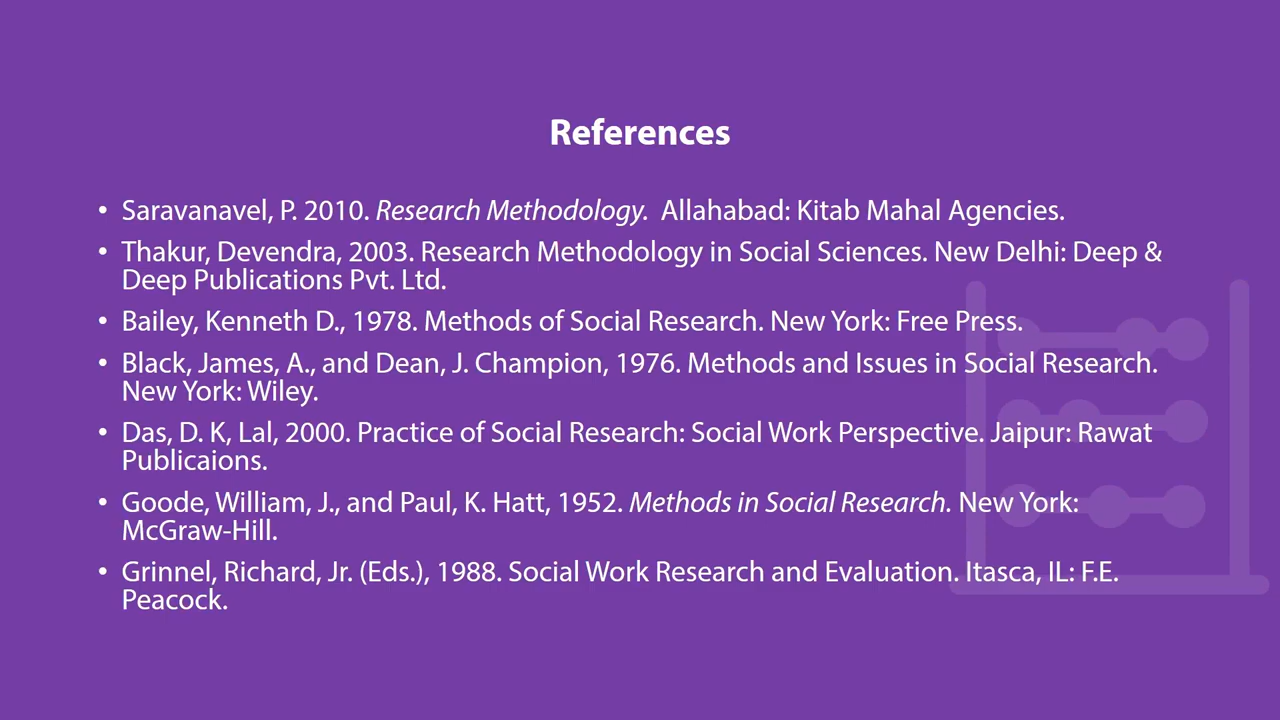 References
• Saravanavel, P. 2010. Research Methodology. Allahabad: Kitab Mahal Agencies.
• Thakur, Devendra, 2003. Research Methodology in Social Sciences. New Delhi: Deep &
Deep Publications Pvt. Ltd.
• Bailey, Kenneth D., 1978. Methods of Social Research. New York: Free Press.
• Black, James, A., and Dean, J. Champion, 1976. Methods and Issues in Social Research.
New York: Wiley.
• Das, D. K, Lal, 2000. Practice of Social Research: Social Work Perspective. Jaipur: Rawat
Publicaions.
• Goode, William, J., and Paul, K. Hatt, 1952. Methods in Social Research. New York:
McGraw-Hill.
• Grinnel, Richard, Jr. (Eds.), 1988. Social Work Research and Evaluation. Itasca, IL: F.E.
Peacock.